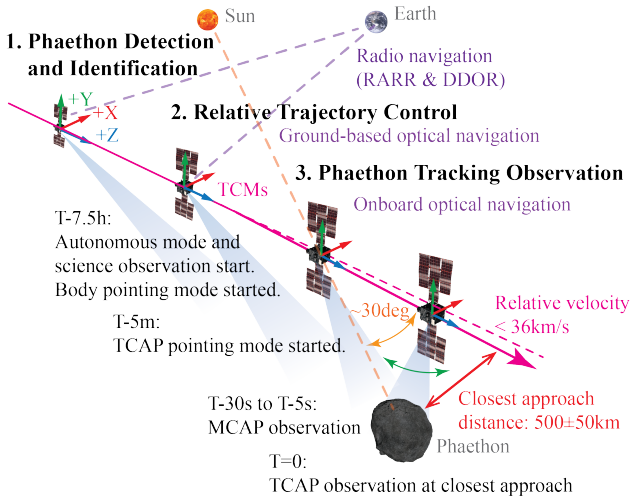 Sun
Earth
1. Phaethon Detection
and Identification
Radio navigation
(RARR & DDOR)
+Y
+X
+Z
2. Relative Trajectory Control
Ground-based optical navigation
TCMs
3. Phaethon Tracking Observation
Onboard optical navigation
T-7.5h:
Autonomous mode and
science observation start.
Body pointing mode started.
T-5m:
TCAP pointing mode started.
~30deg
Relative velocity
< 36km/s
T-30s to T-5s:
MCAP observation
Closest approach
distance: 500±50km
Phaethon
T=0:
TCAP observation at closest approach